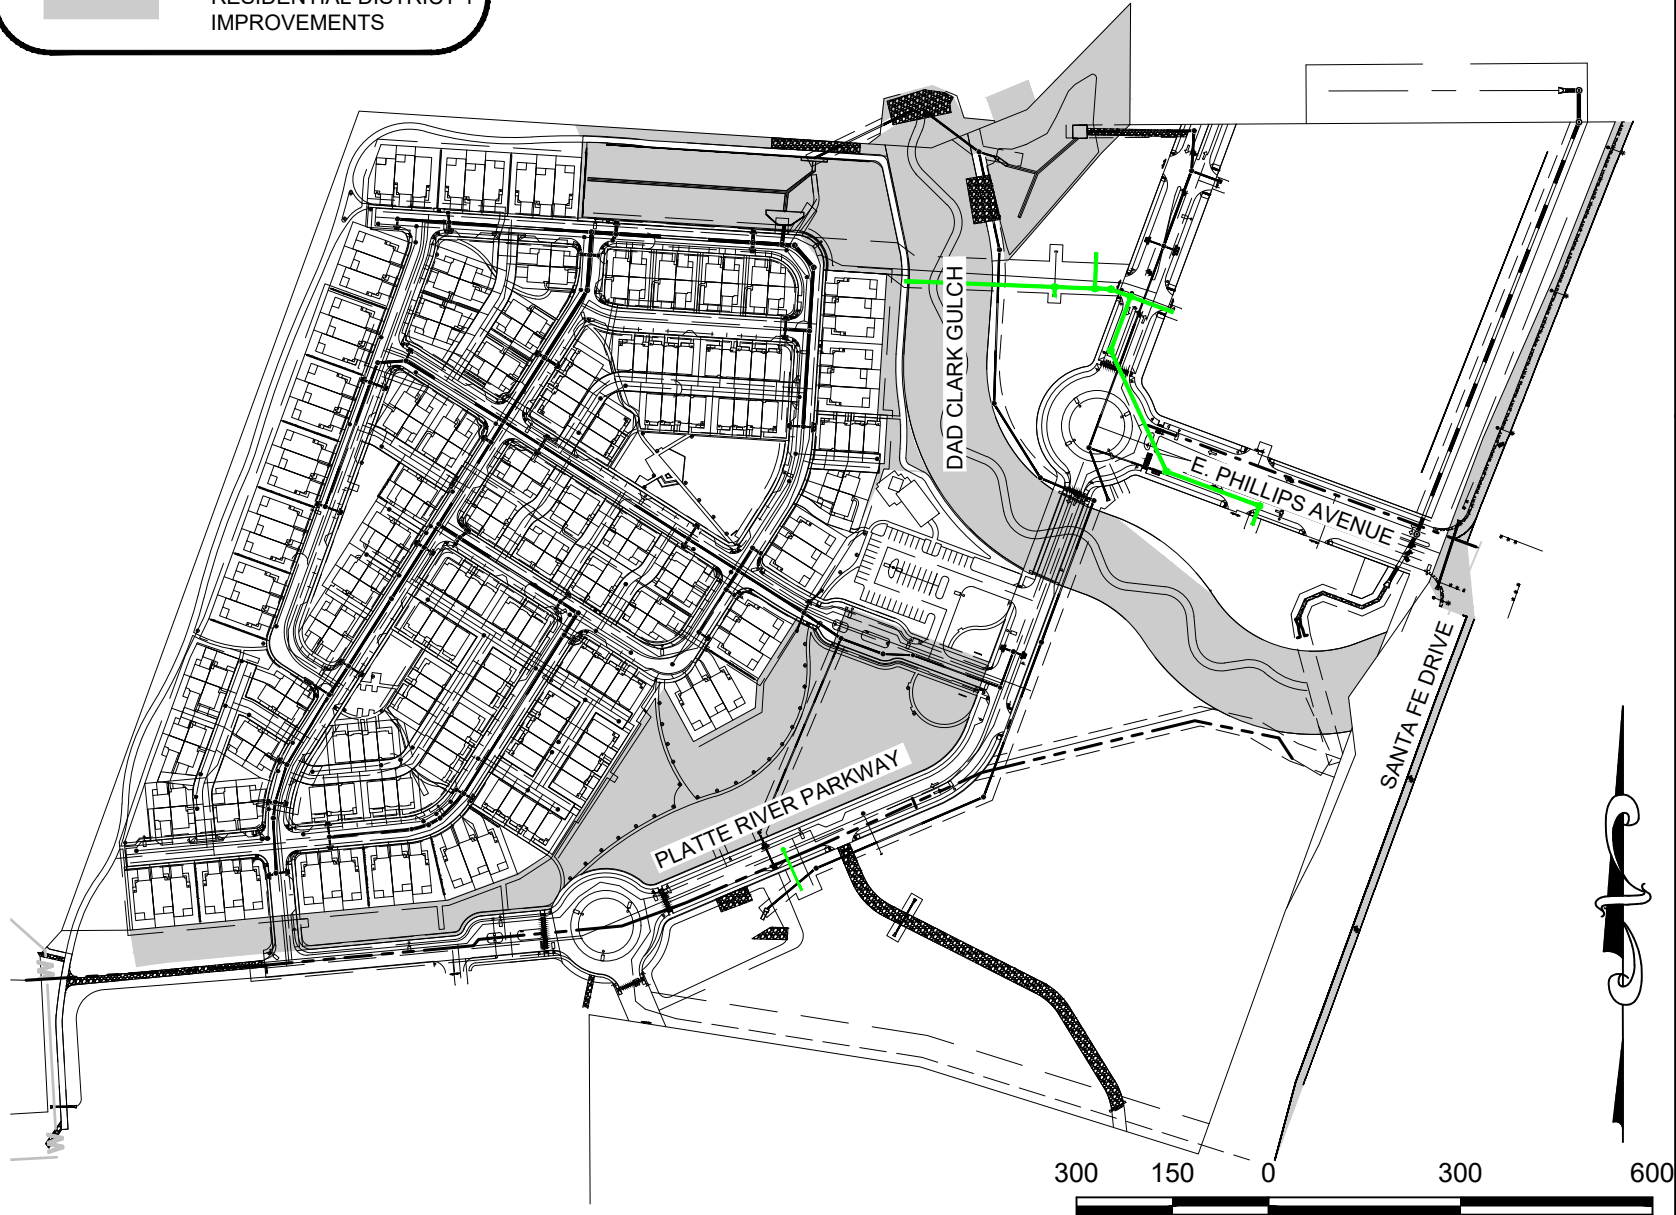 RESIDENTIAL DISTRICT 1
IMPROVEMENTS
DAD CLARK GULCH
E. PHILLIPS AVENUE
SANTA FE DRIVE
PLATTE RIVER PARKWAY
W
W
300 150 0 300 600